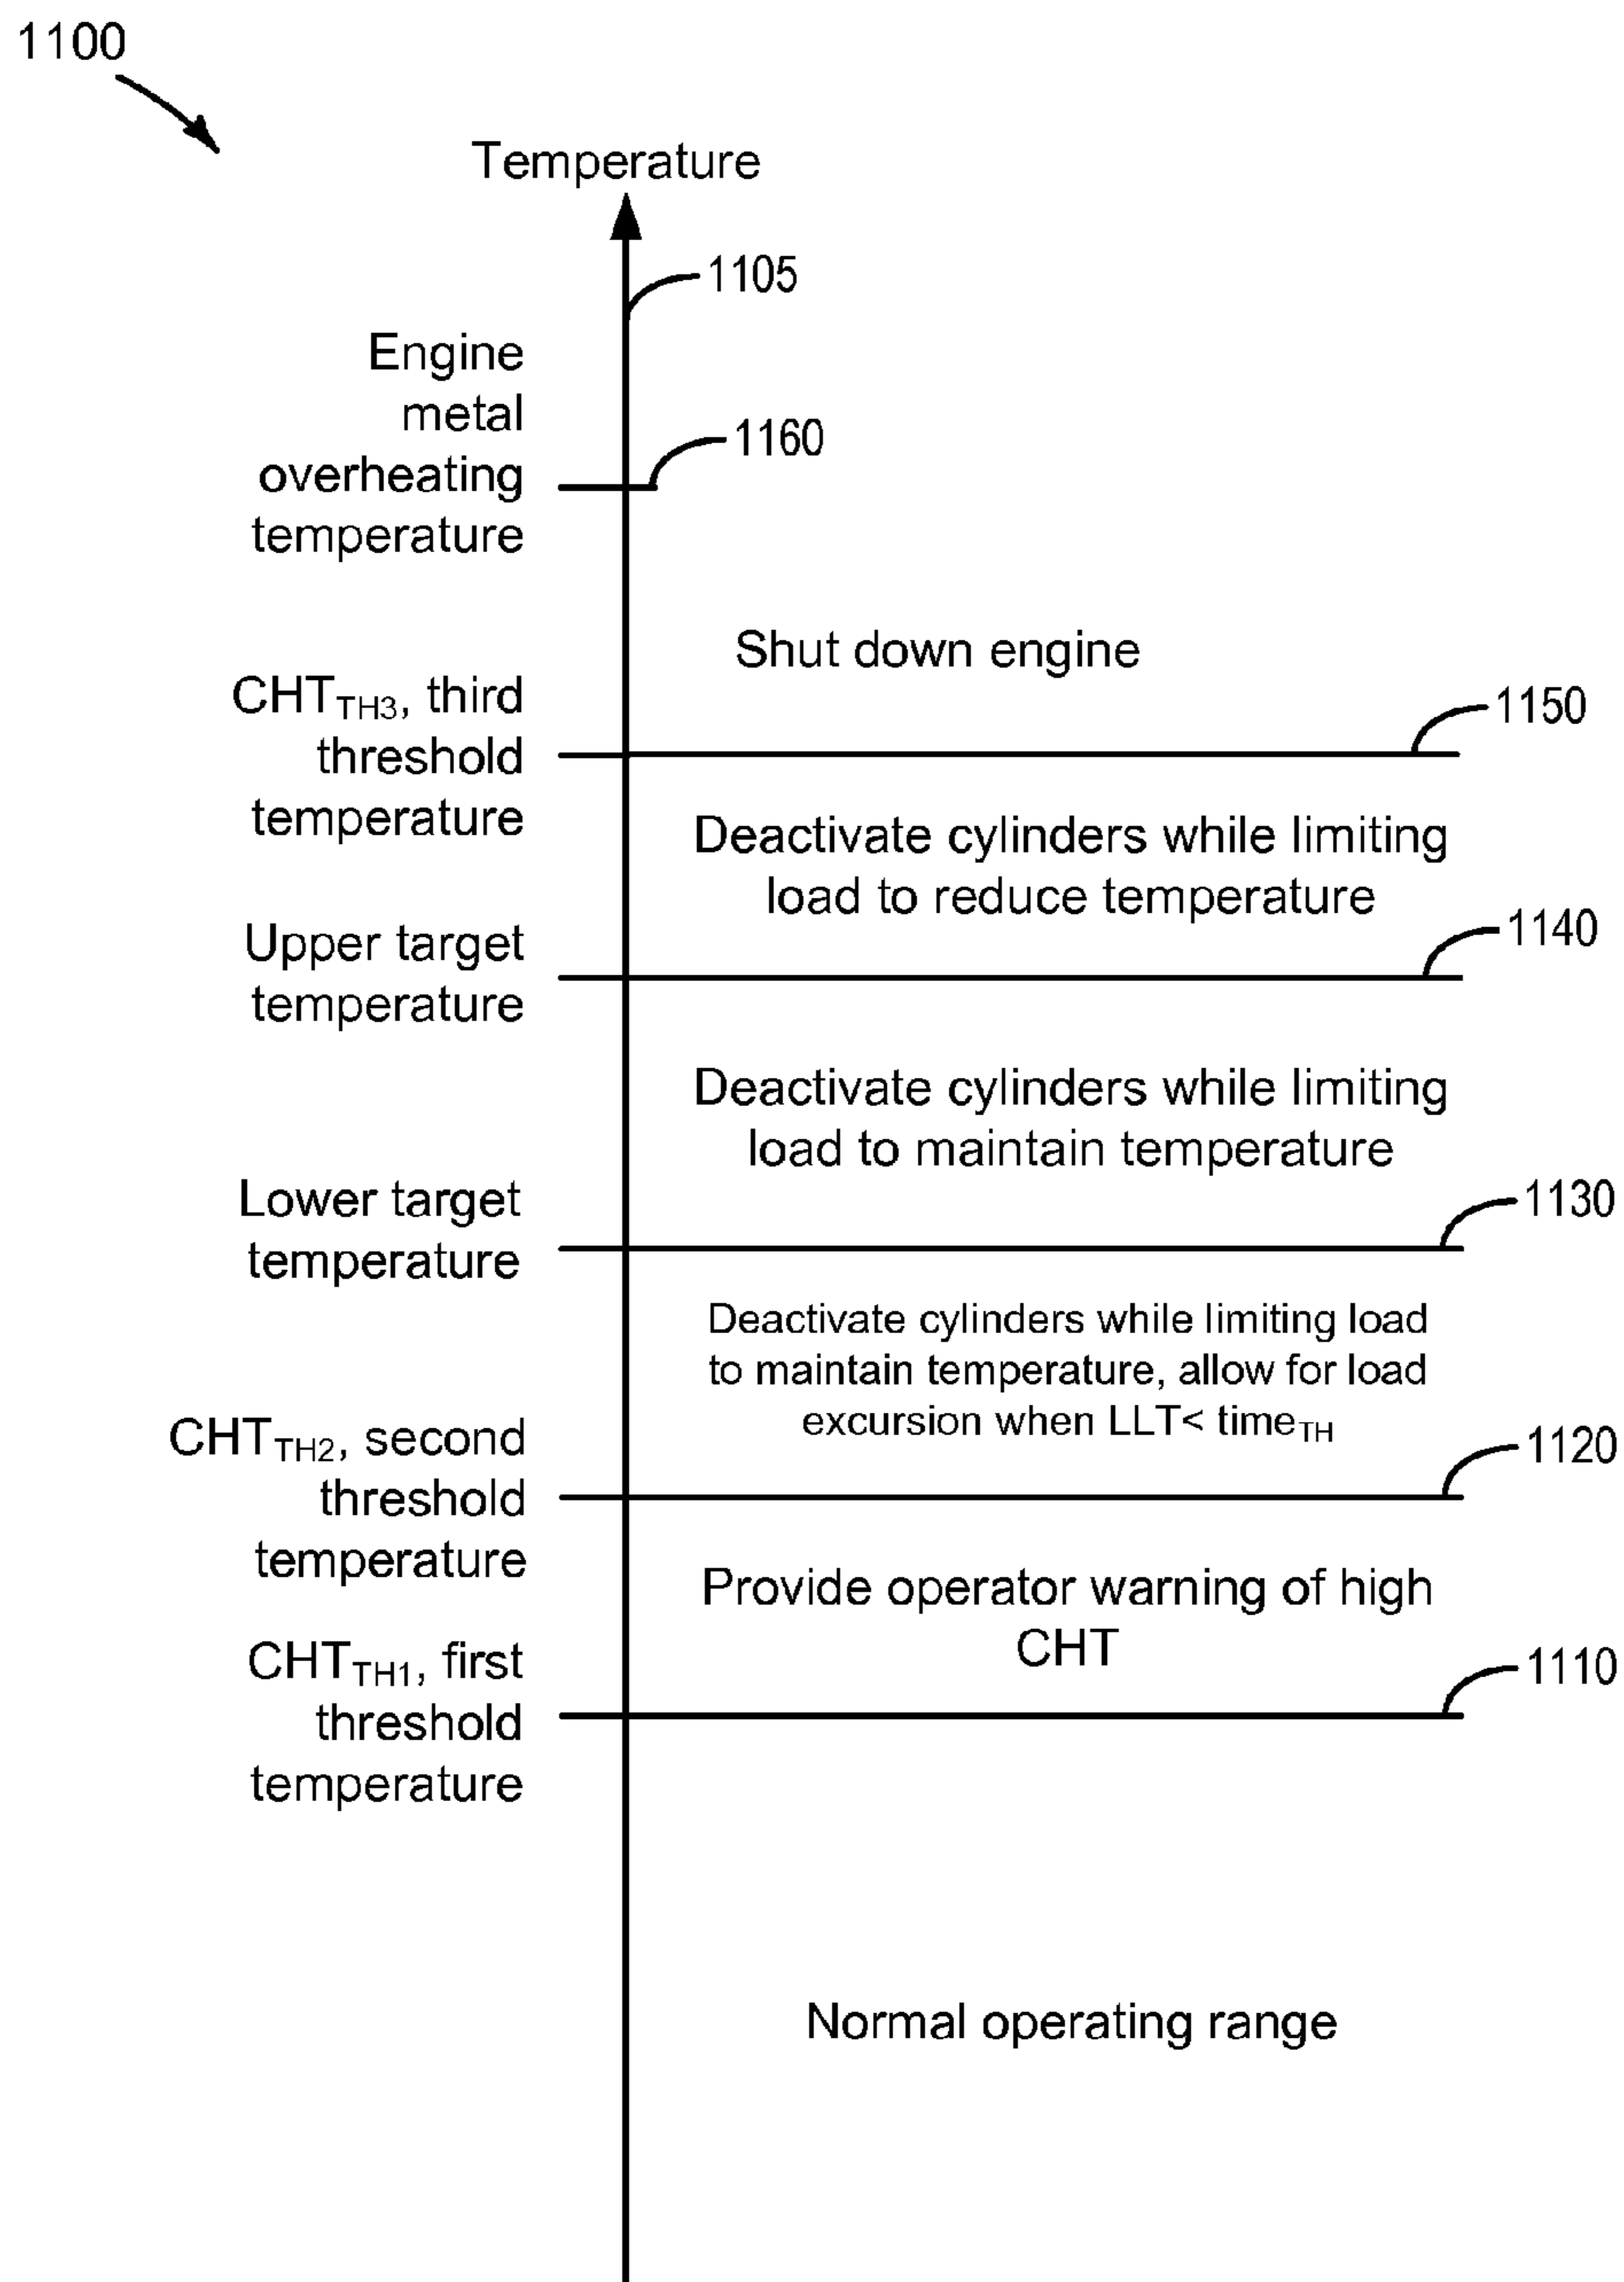 1100
Temperature
1105
Engine
metal
overheating
temperature
1160
Shut down engine
CHTTH3, third
threshold
temperature
1150
Deactivate cylinders while limiting
load to reduce temperature
Upper target
temperature
1140
Deactivate cylinders while limiting
load to maintain temperature
Lower target
temperature
1130
Deactivate cylinders while limiting load
to maintain temperature, allow for load
excursion when LLT< timeTH
CHTTH2, second
threshold
temperature
1120
Provide operator warning of high
CHT
CHTTH1, first
threshold
temperature
1110
Normal operating range